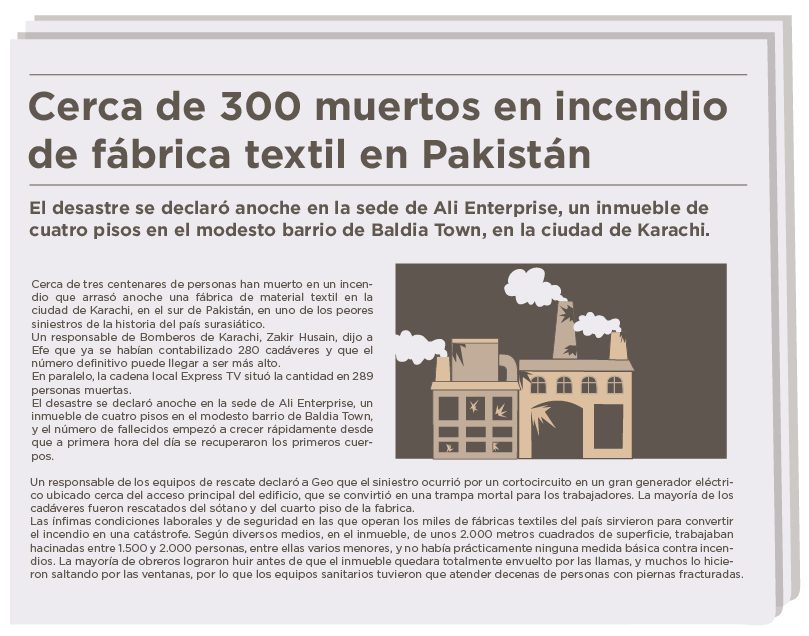 Cerca de 300 muertos en incendio
de fábrica textil en Pakistán
El desastre se declaró anoche en la sede de Ali Enterprise, un inmueble de
cuatro pisos en el modesto barrio de Baldia Town, en la ciudad de Karachi.
Cerca de tres centenares de personas han muerto en un incen-
dio que arrasó anoche una fábrica de material textil en la
ciudad de Karachi, en el sur de Pakistán, en uno de los peores
siniestros de la historia del país surasiático.
Un responsable de Bomberos de Karachi, Zakir Husain, dijo a
Efe que ya se habían contabilizado 280 cadáveres y que el
número definitivo puede llegar a ser más alto.
En paralelo, la cadena local Express TV situó la cantidad en 289
personas muertas.
El desastre se declaró anoche en la sede de Ali Enterprise, un
inmueble de cuatro pisos en el modesto barrio de Baldia Town,
y el número de fallecidos empezó a crecer rápidamente desde
que a primera hora del día se recuperaron los primeros cuer-
pos.
Un responsable de los equipos de rescate declaró a Geo que el siniestro ocurrió por un cortocircuito en un gran generador eléctri-
co ubicado cerca del acceso principal del edificio, que se convirtió en una trampa mortal para los trabajadores. La mayoría de los
cadáveres fueron rescatados del sótano y del cuarto piso de la fabrica.
Las ínfimas condiciones laborales y de seguridad en las que operan los miles de fábricas textiles del país sirvieron para convertir
el incendio en una catástrofe. Según diversos medios, en el inmueble, de unos 2.000 metros cuadrados de superficie, trabajaban
hacinadas entre 1.500 y 2.000 personas, entre ellas varios menores, y no había prácticamente ninguna medida básica contra incen-
dios. La mayoría de obreros lograron huir antes de que el inmueble quedara totalmente envuelto por las llamas, y muchos lo hicie-
ron saltando por las ventanas, por lo que los equipos sanitarios tuvieron que atender decenas de personas con piernas fracturadas.